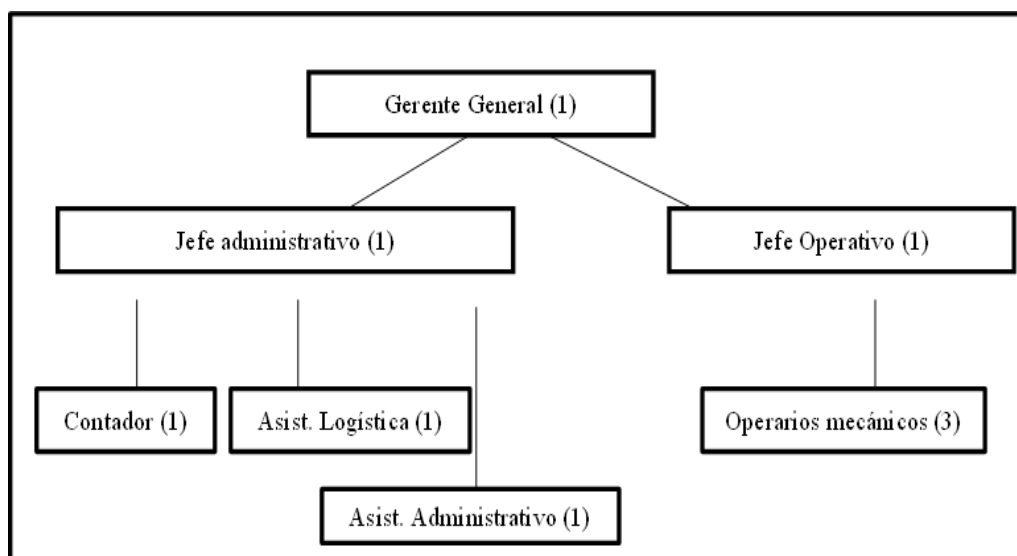 Gerente General (1)
Jefe administrativo (1)
Jefe Operativo (1)
Contador (1)
Asist. Logística (1)
Operarios mecánicos (3)
Asist. Administrativo (1)